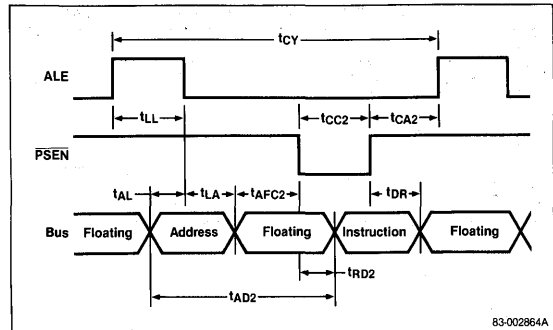 tCY
ALE
tLL
tCC2
tCA2
PSEN
tAL
tLA
tAFC2
tDR
Bus
Floating
Address
Floating
Instruction
Floating
tRD2
tAD2
83-002864A